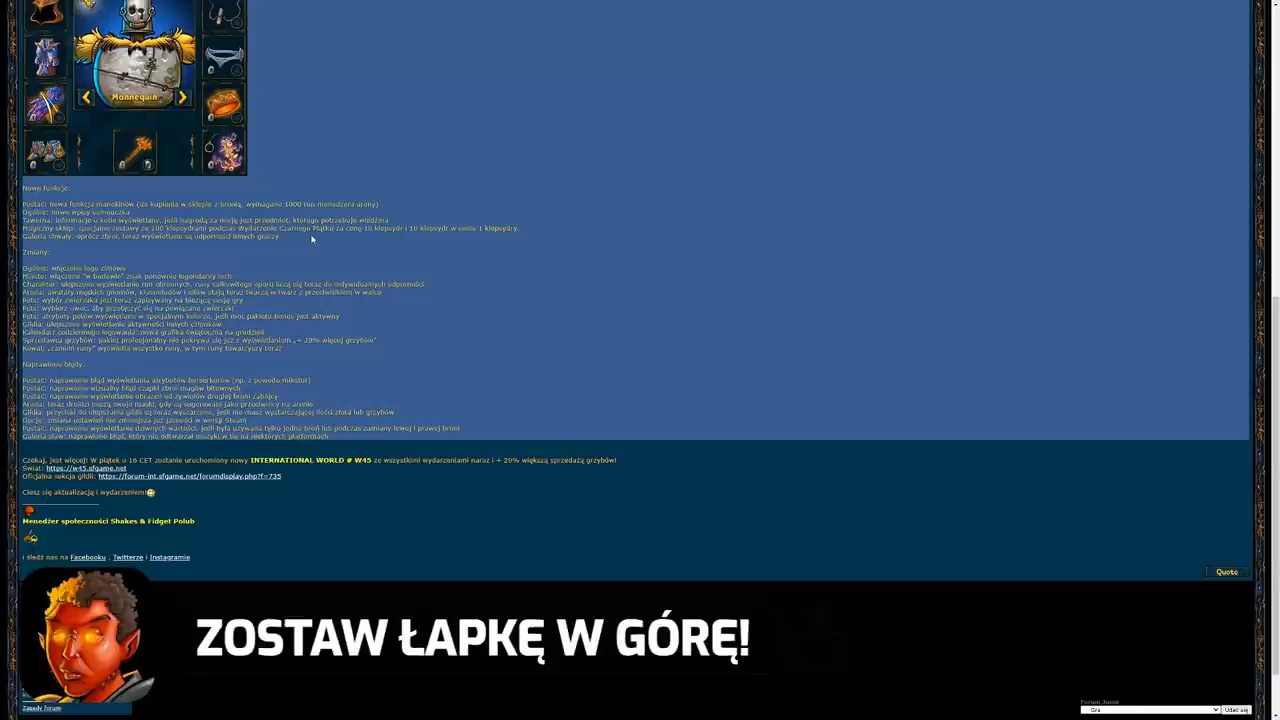 Mannequin
Nowe funkcje:
Postać: nowa funkcja manekinów (do kupienia w sklepie z bronią, wymagane 1000 run menedżera areny)
Ogólne: nowe wpisy samouczka
Tawerna: informacje o kotle wyświetlane, jeśli nagrodą za misję jest przedmiot, którego potrzebuje wiedźma
Magiczny sklep: specjalne zestawy ze 100 klepsydrami podczas Wydarzenie Czarnego Piątku za cenę 10 klepsydr i 10 klepsydr w cenie 1 klepsydry.
Galeria chwały: oprócz zbroi, teraz wyświetlane są odporności innych graczy
Zmiany:
Ogólne: włączone logo zimowe
Miasto: włączone "w budowie" znak ponownie legendarny loch
Charakter: ulepszone wyświetlanie run obronnych, runy całkowitego oporu liczą się teraz do indywidualnych odporności
Arena: awatary męskich gnomów, krasnoludów i elfów stają teraz twarzą w twarz z przeciwnikiem w walce
Pets: wybór zwierzaka jest teraz zapisywany na bieżącą sesję gry
Pets: wybierz owoc, aby przełączyć się na powiązane zwierzaki
Pets: atrybuty petów wyświetlane w specjalnym kolorze, jeśli moc pakietu bonus jest aktywny
Gildia: ulepszone wyświetlanie aktywności innych członków
Kalendarz codziennego logowania: nowa grafika świąteczna na grudzień
Sprzedawca grzybów: pakiet profesjonalny nie pokrywa się już z wyświetlaniem „+ 20% więcej grzybów"
Kowal: „zamień runy" wyświetla wszystko runy, w tym runy towarzyszy teraz
Naprawione błędy:
Postać: naprawiono błąd wyświetlania atrybutów berserkerów (np. z powodu mikstur)
Postać: naprawiono wizualny błąd czapki zbroi magów bitewnych
Postać: naprawiono wyświetlanie obrażeń od żywiołów drugiej broni zabójcy
Arena: teraz druidzi noszą swoje maski, gdy są sugerowani jako przeciwnicy na arenie
Gildia: przyciski do ulepszania gildii są teraz wyszarzone, jeśli nie masz wystarczającej ilości złota lub grzybów
Opcje: zmiana ustawień nie zmniejsza już jasności w wersji Steam
Postać: naprawiono wyświetlanie dziwnych wartości, jeśli była używana tylko jedna broń lub podczas zamiany lewej i prawej broni
Galeria sław: naprawiono błąd, który nie odtwarzał muzyki w tle na niektórych platformach
Czekaj, jest więcej! W piątek o 16 CET zostanie uruchomiony nowy INTERNATIONAL WORLD # W45 ze wszystkimi wydarzeniami naraz i + 20% większą sprzedażą grzybów!
Świat: https://w45.sfgame.net
Oficjalna sekcja gildii: https://forum-int.sfgame.net/forumdisplay.php?f=735
Ciesz się aktualizacją i wydarzeniem!
Menedżer społeczności Shakes & Fidget Polub
i śledź nas na Facebooku , Twitterze i Instagramie
Quote
ZOSTAW ŁAPKĘ W GÓRĘ!
Zasady forum
Forum Jump
Gra
Udać się